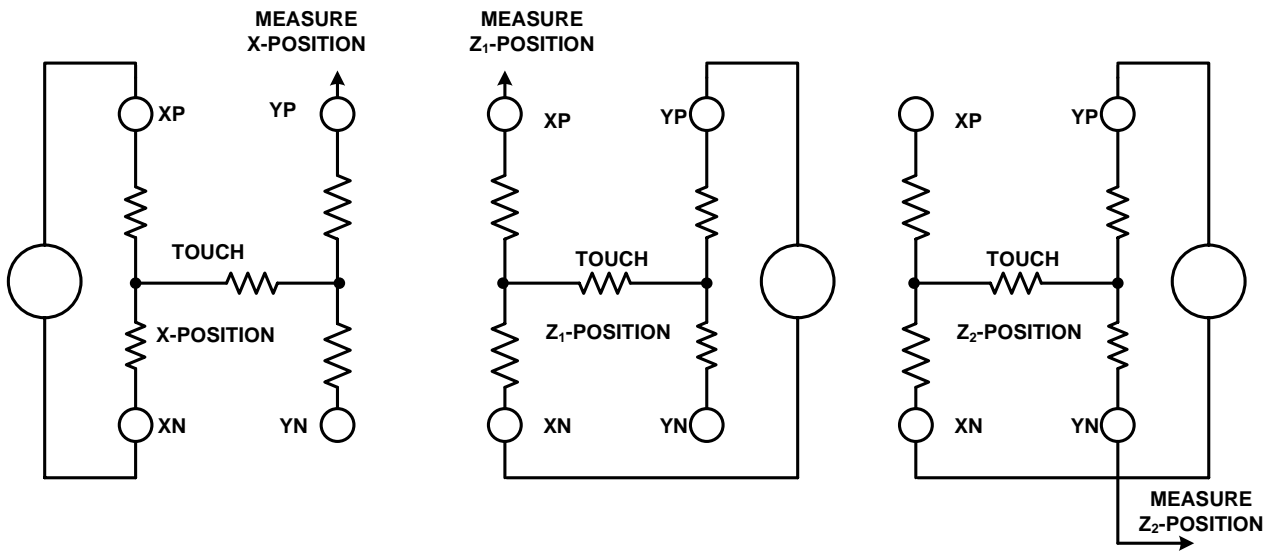 MEASURE
X-POSITION
XP
YP
TOUCH
X-POSITION
XN
YN
MEASURE
Z₁-POSITION
XP
YP
TOUCH
Z₁-POSITION
XN
YN
XP
YP
TOUCH
Z₂-POSITION
XN
YN
MEASURE
Z₂-POSITION